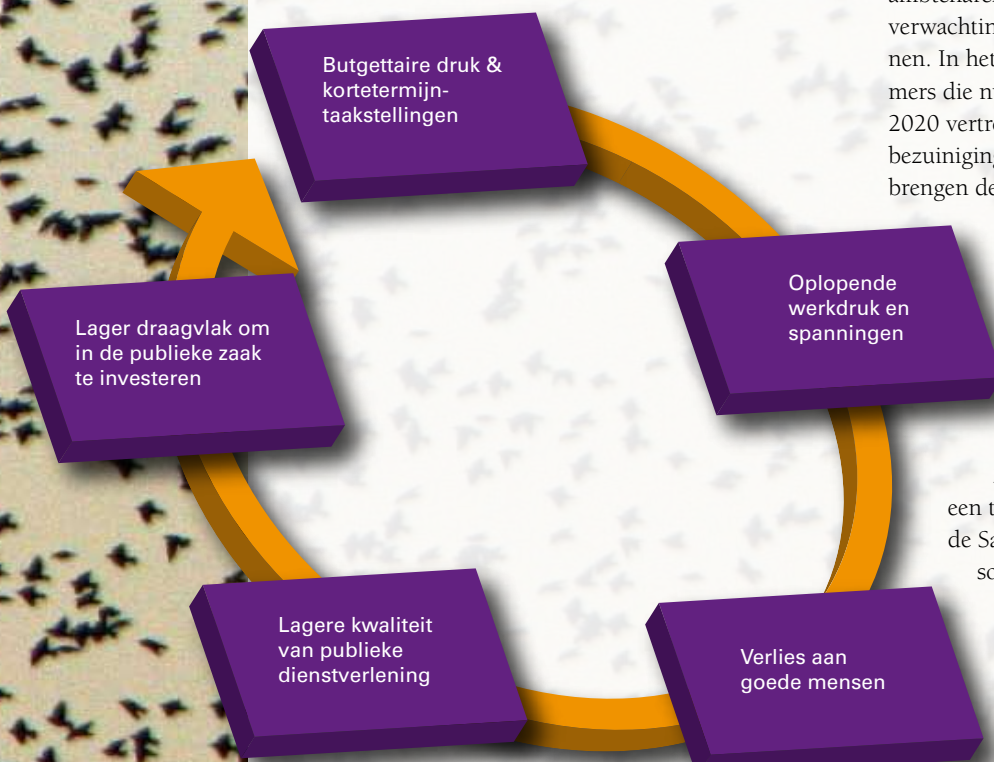 verwachtin
nen. In het
mers die n
2020 vertre
bezuiniging
brengen de
Butgettaire druk &
kortetermijn-
taakstellingen
Oplopende
werkdruk en
spanningen
Verlies aan
goede mensen
Lagere kwaliteit
van publieke
dienstverlening
Lager draagvlak om
in de publieke zaak
te investeren
een t
de Sa
so